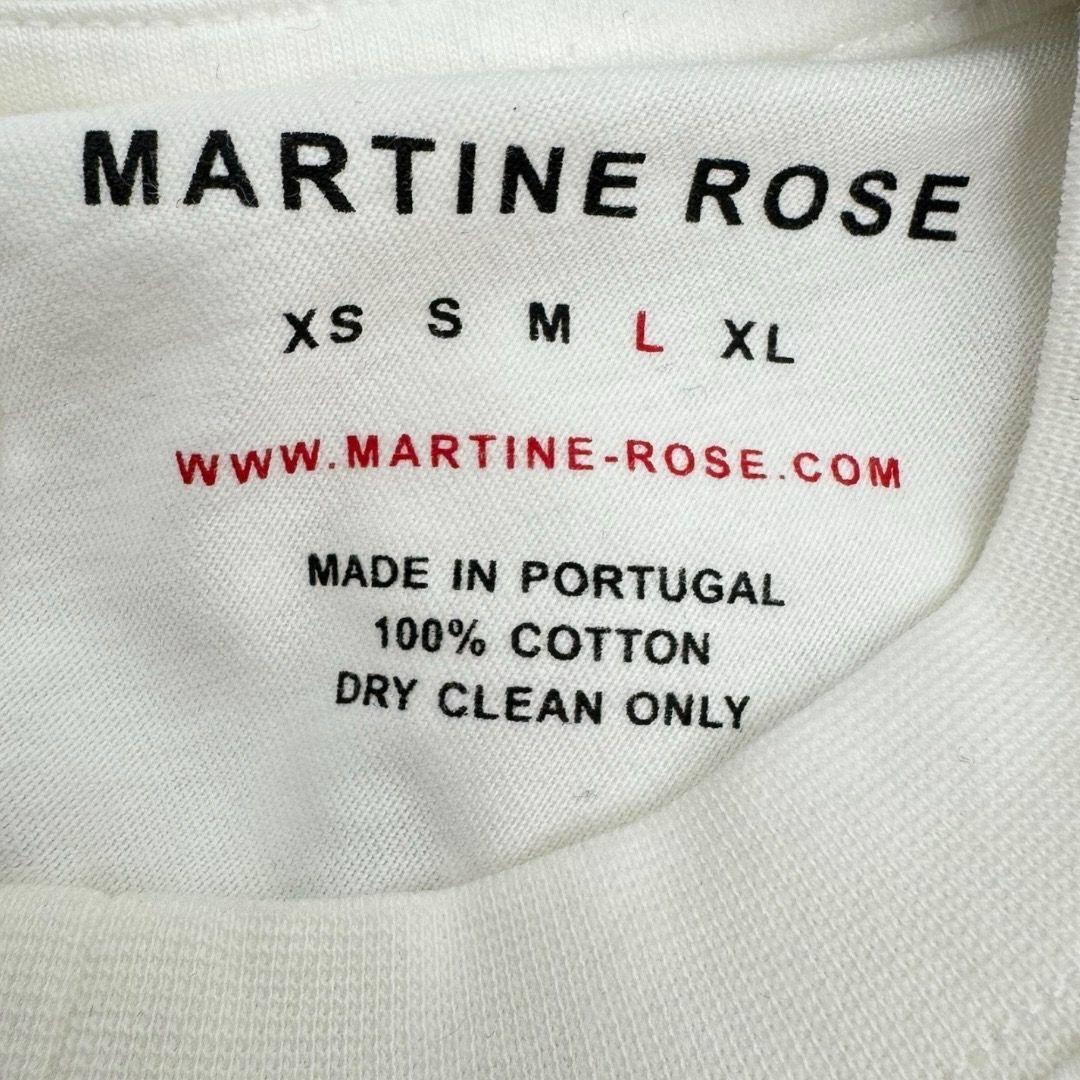 MARTINE ROSE
XS S M L XL
WWW.MARTINE-ROSE.COM
MADE IN PORTUGAL
100% COTTON
DRY CLEAN ONLY